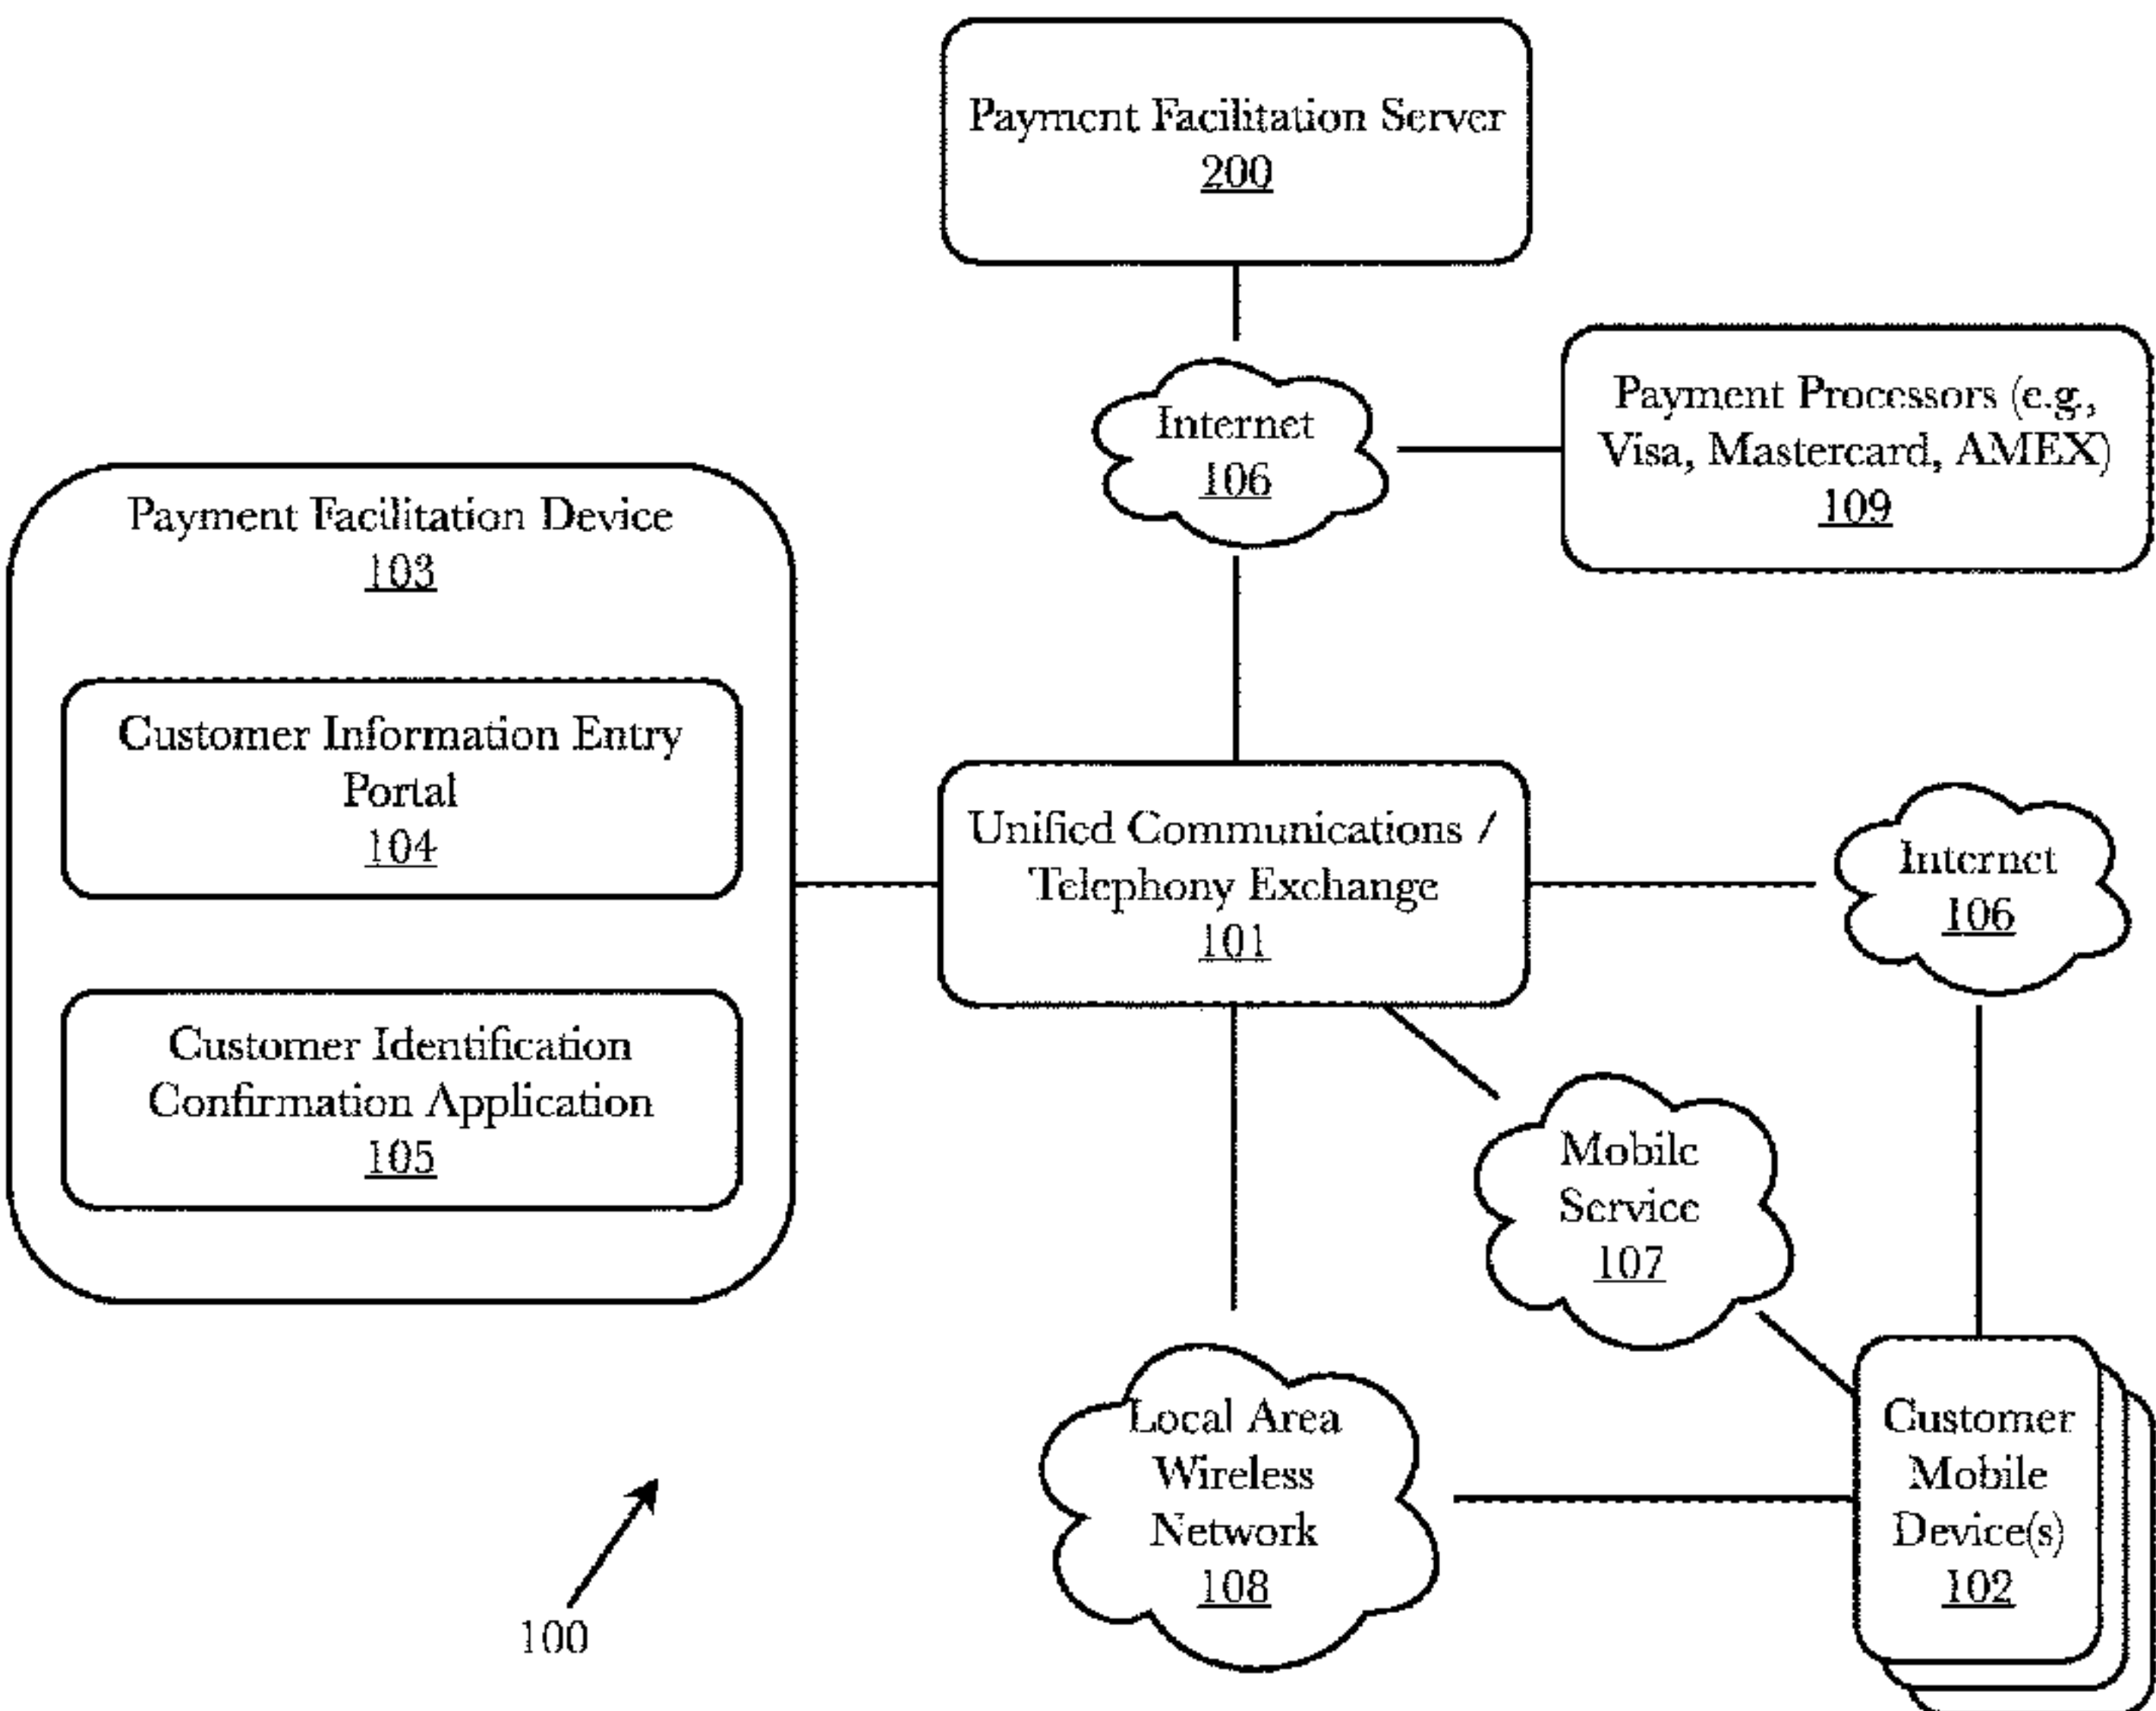 Payment Facilitation Server
200
Internet
106
Payment Processors (e.g.,
Visa, Mastercard, AMEX)
109
Payment Facilitation Device
103
Customer Information Entry
Portal
104
Customer Identification
Confirmation Application
105
Unified Communications /
Telephony Exchange
101
Internet
106
Mobile
Service
107
Local Area
Wireless
Network
108
Customer
Mobile
Device(s)
102
100